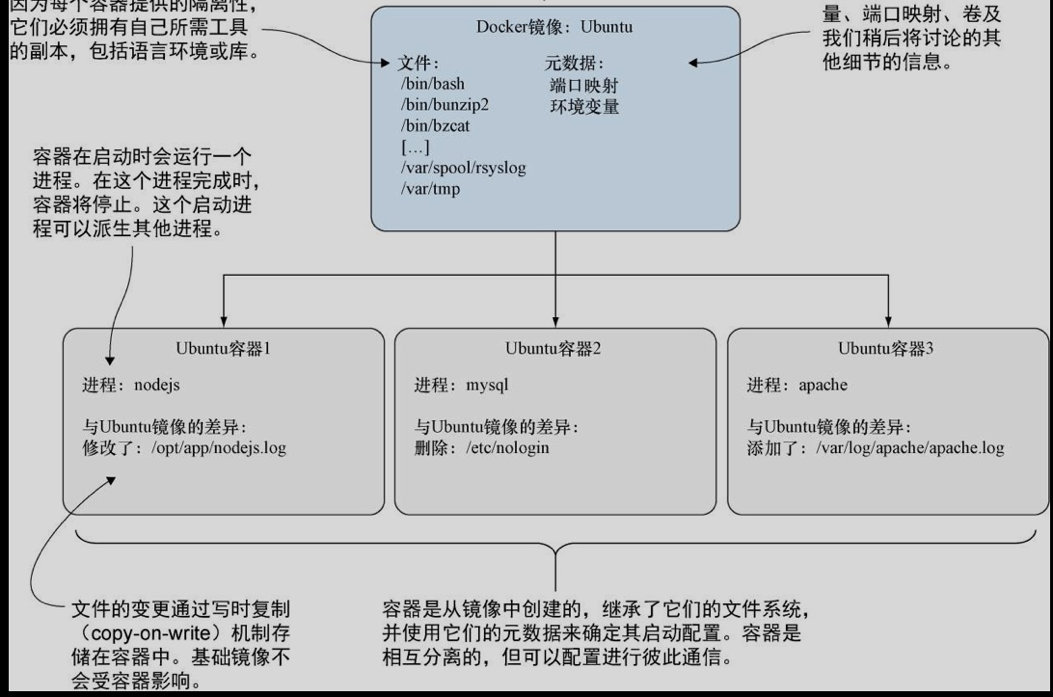 因为每个容器提供的隔离性，
它们必须拥有自己所需工具
的副本，包括语言环境或库。
Docker镜像：Ubuntu
文件：
/bin/bash
/bin/bunzip2
/bin/bzcat
[…]
/var/spool/rsyslog
/var/tmp
元数据：
端口映射
环境变量
量、端口映射、卷及
我们稍后将讨论的其
他细节的信息。
容器在启动时会运行一个
进程。在这个进程完成时，
容器将停止。这个启动进
程可以派生其他进程。
Ubuntu容器1
进程：nodejs
与Ubuntu镜像的差异：
修改了：/opt/app/nodejs.log
Ubuntu容器2
进程：mysql
与Ubuntu镜像的差异：
删除：/etc/nologin
Ubuntu容器3
进程：apache
与Ubuntu镜像的差异：
添加了：/var/log/apache/apache.log
文件的变更通过写时复制
（copy-on-write）机制存
储在容器中。基础镜像不
会受容器影响。
容器是从镜像中创建的，继承了它们的文件系统，
并使用它们的元数据来确定其启动配置。容器是
相互分离的，但可以配置进行彼此通信。